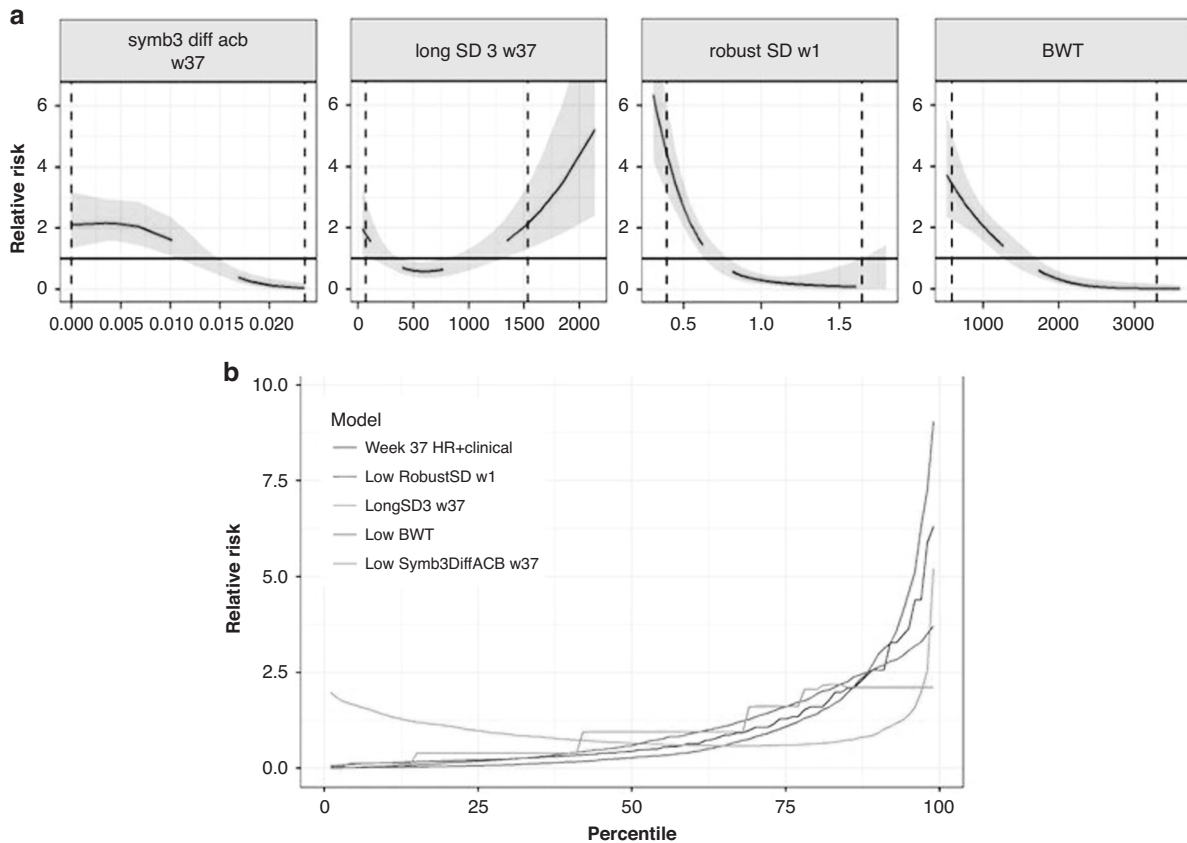 a
symb3 diff acb
w37
long SD 3 w37
robust SD w1
BWT
Relative risk
6
4
2
0
0.000 0.005 0.010 0.015 0.020
6
4
2
0
0 500 1000 1500 2000
6
4
2
0
0.5 1.0 1.5
6
4
2
0
1000 2000 3000
b
Relative risk
10.0
7.5
5.0
2.5
0.0
Model
Week 37 HR+clinical
Low RobustSD w1
LongSD3 w37
Low BWT
Low Symb3DiffACB w37
0 25 50 75 100
Percentile